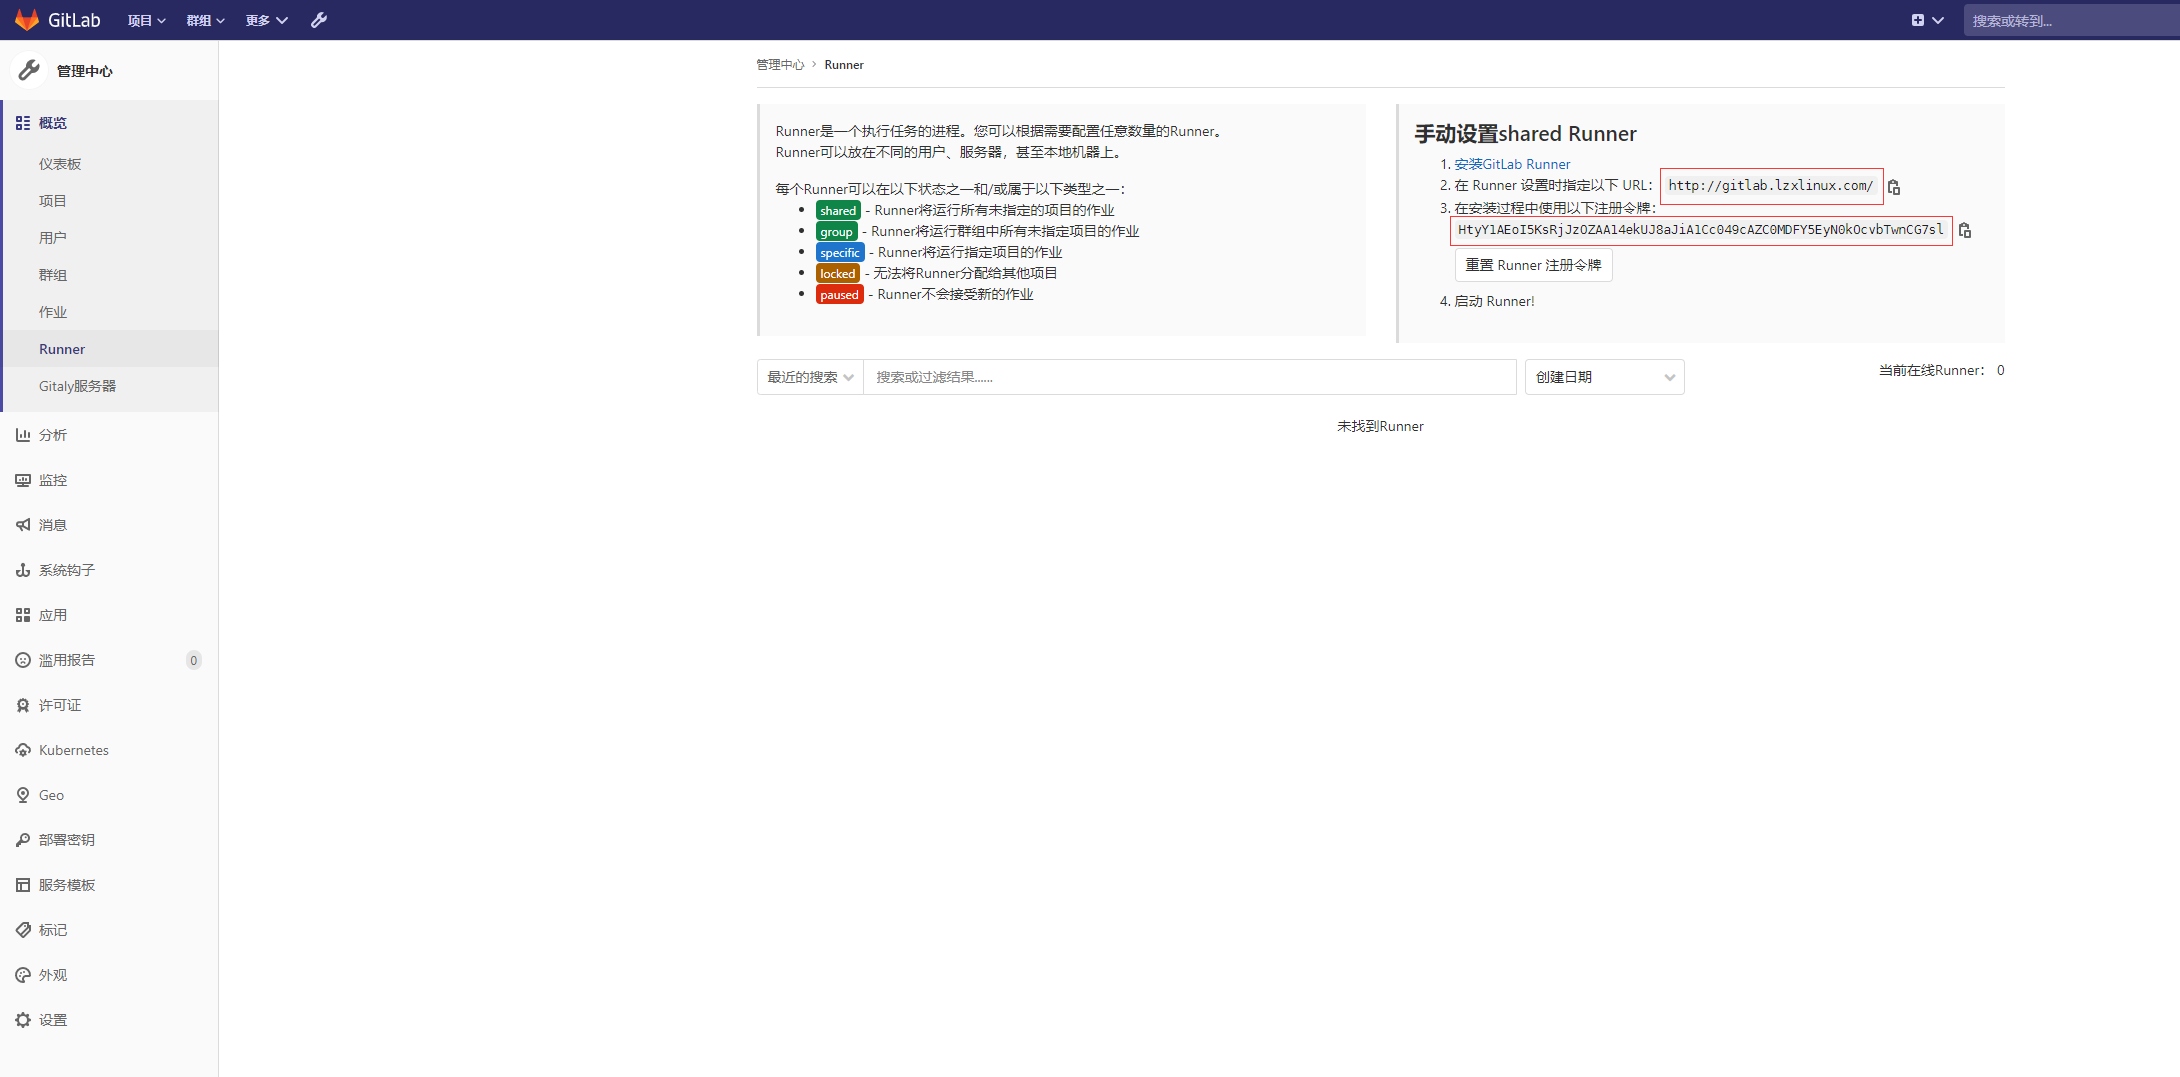 GitLab 项目 群组 更多 搜索或转到...
管理中心
概览
仪表板
项目
用户
群组
作业
Runner
Gitaly服务器
分析
监控
消息
系统钩子
应用
滥用报告 0
许可证
Kubernetes
Geo
部署密钥
服务模板
标记
外观
设置
管理中心 › Runner
Runner是一个执行任务的进程。您可以根据需要配置任意数量的Runner。
Runner可以放在不同的用户、服务器，甚至本地机器上。
每个Runner可以在以下状态之一和/或属于以下类型之一：
shared - Runner将运行所有未指定的项目的作业
group - Runner将运行群组中所有未指定项目的作业
specific - Runner将运行指定项目的作业
locked - 无法将Runner分配给其他项目
paused - Runner不会接受新的作业
手动设置shared Runner
1. 安装GitLab Runner
2. 在 Runner 设置时指定以下 URL： http://gitlab.lzxlinux.com/
3. 在安装过程中使用以下注册令牌：
HtyY1AEoI5KsRjJzOZAA14ekUJ8aJiA1Cc049cAZC0MDFY5EyN0kOcvbTwnCG7sl
重置 Runner 注册令牌
4. 启动 Runner!
最近的搜索 搜索或过滤结果...... 创建日期 当前在线Runner： 0
未找到Runner